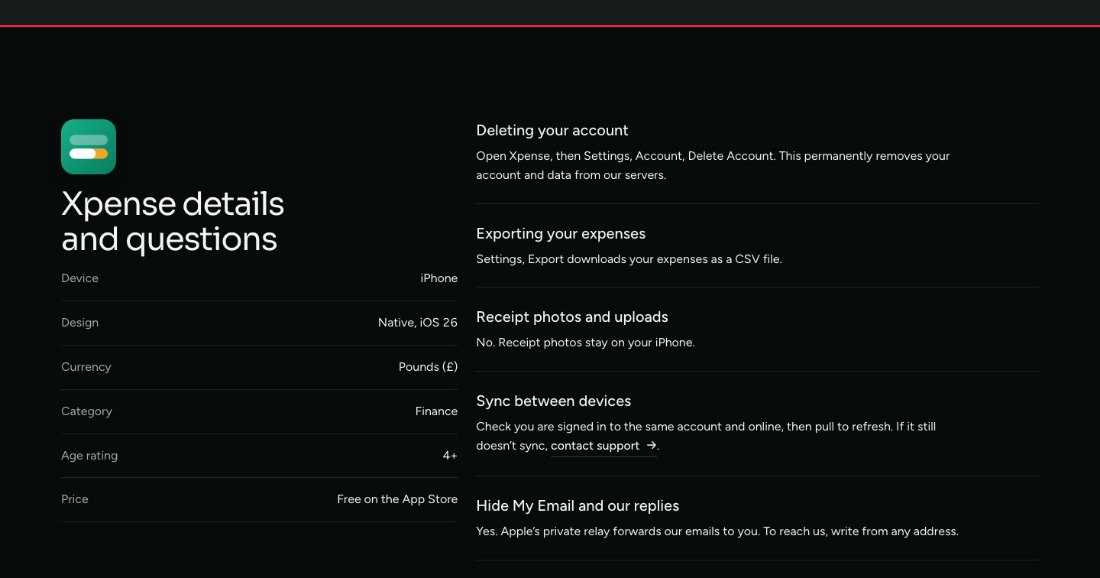 Xpense details
and questions
Device
iPhone
Design
Native, iOS 26
Currency
Pounds (£)
Category
Finance
Age rating
4+
Price
Free on the App Store
Deleting your account
Open Xpense, then Settings, Account, Delete Account. This permanently removes your
account and data from our servers.
Exporting your expenses
Settings, Export downloads your expenses as a CSV file.
Receipt photos and uploads
No. Receipt photos stay on your iPhone.
Sync between devices
Check you are signed in to the same account and online, then pull to refresh. If it still
doesn’t sync, contact support →.
Hide My Email and our replies
Yes. Apple’s private relay forwards our emails to you. To reach us, write from any address.